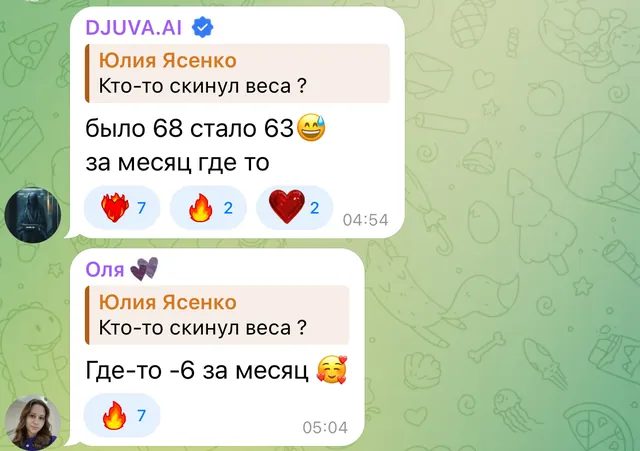 DJUVA.AI
Юлия Ясенко
Кто-то скинул веса ?
было 68 стало 63😅
за месяц где то
7 2 2 04:54
Оля
Юлия Ясенко
Кто-то скинул веса ?
Где-то -6 за месяц 🥰
7 05:04